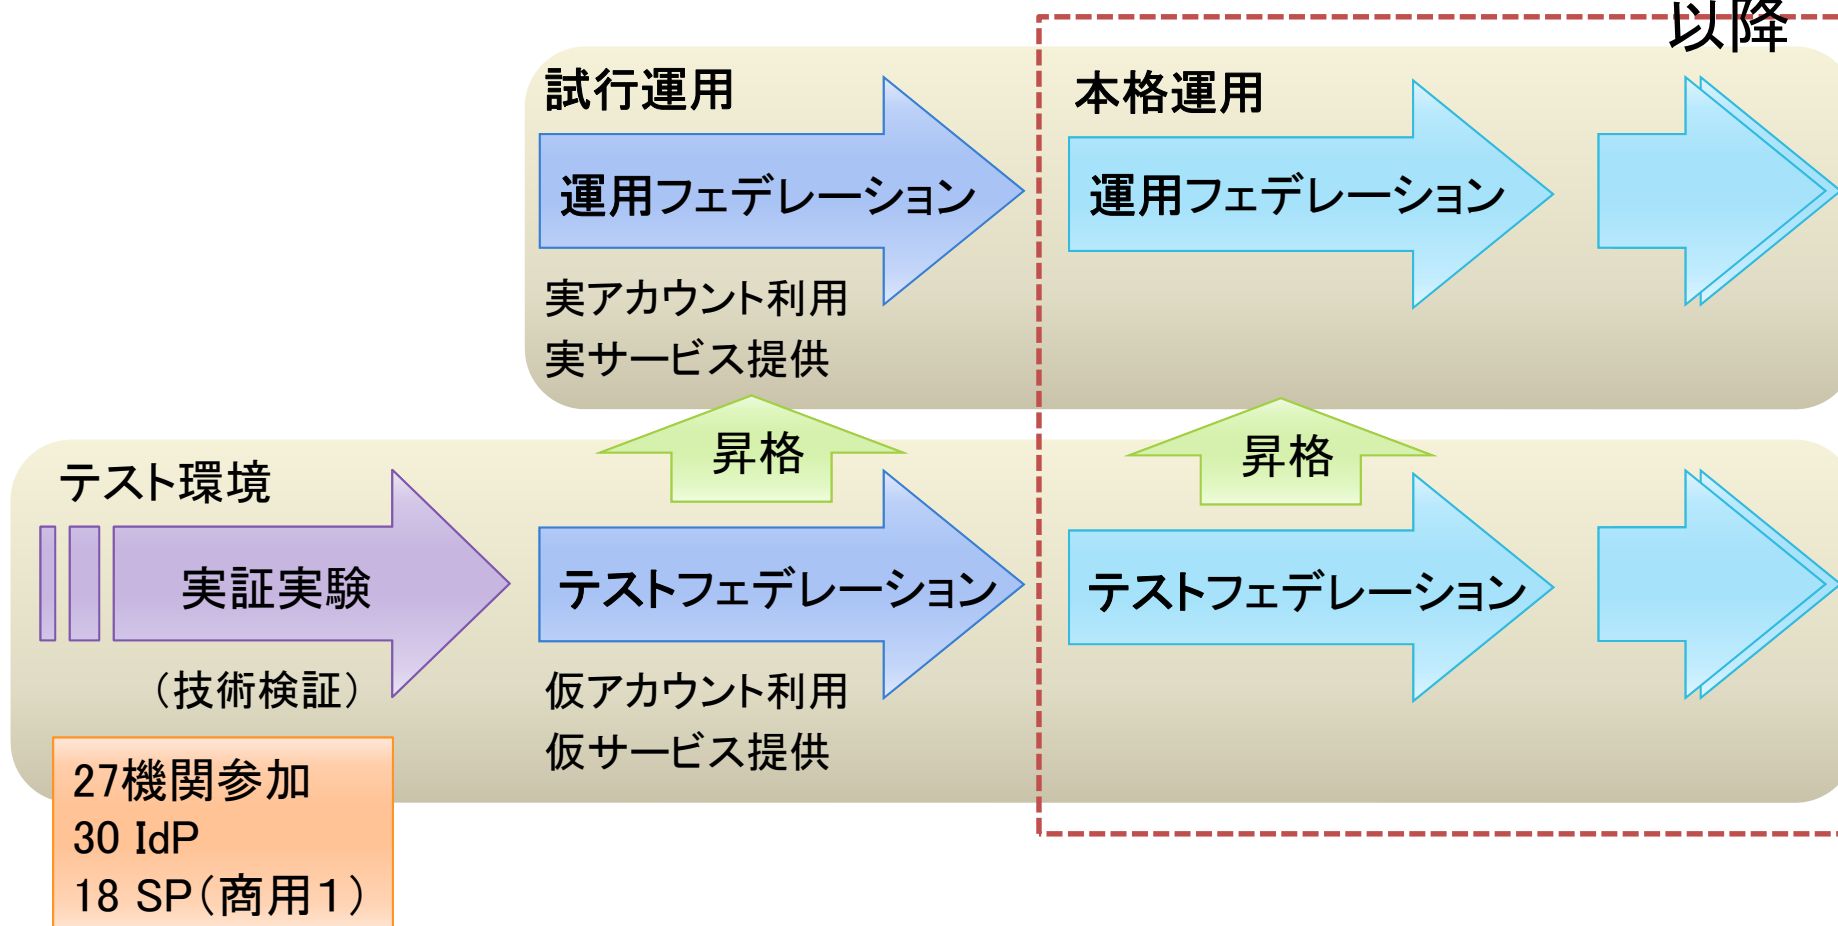 以降
試行運用
本格運用
運用フェデレーション
運用フェデレーション
実アカウント利用
実サービス提供
昇格
昇格
テスト環境
実証実験
テストフェデレーション
テストフェデレーション
（技術検証）
仮アカウント利用
仮サービス提供
27機関参加
30 IdP
18 SP（商用１）